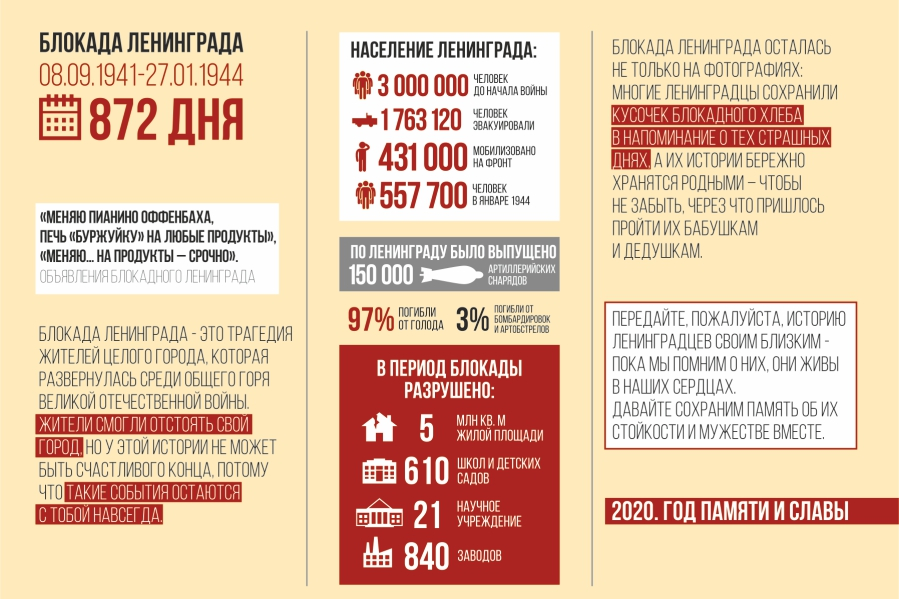 БЛОКАДА ЛЕНИНГРАДА
08.09.1941-27.01.1944
872 ДНЯ
«МЕНЯЮ ПИАНИНО ОФФЕНБАХА,
ПЕЧЬ «БУРЖУЙКУ» НА ЛЮБЫЕ ПРОДУКТЫ»,
«МЕНЯЮ... НА ПРОДУКТЫ – СРОЧНО».
ОБЪЯВЛЕНИЯ БЛОКАДНОГО ЛЕНИНГРАДА
БЛОКАДА ЛЕНИНГРАДА - ЭТО ТРАГЕДИЯ
ЖИТЕЛЕЙ ЦЕЛОГО ГОРОДА, КОТОРАЯ
РАЗВЕРНУЛАСЬ СРЕДИ ОБЩЕГО ГОРЯ
ВЕЛИКОЙ ОТЕЧЕСТВЕННОЙ ВОЙНЫ.
ЖИТЕЛИ СМОГЛИ ОТСТОЯТЬ СВОЙ
ГОРОД, НО У ЭТОЙ ИСТОРИИ НЕ МОЖЕТ
БЫТЬ СЧАСТЛИВОГО КОНЦА, ПОТОМУ
ЧТО ТАКИЕ СОБЫТИЯ ОСТАЮТСЯ
С ТОБОЙ НАВСЕГДА.
НАСЕЛЕНИЕ ЛЕНИНГРАДА:
3 000 000 ЧЕЛОВЕК
ДО НАЧАЛА ВОЙНЫ
1 763 120 ЧЕЛОВЕК
ЭВАКУИРОВАЛИ
431 000 МОБИЛИЗОВАНО
НА ФРОНТ
557 700 ЧЕЛОВЕК
В ЯНВАРЕ 1944
ПО ЛЕНИНГРАДУ БЫЛО ВЫПУЩЕНО
150 000 АРТИЛЛЕРИЙСКИХ
СНАРЯДОВ
97% ПОГИБЛИ
ОТ ГОЛОДА
3% ПОГИБЛИ ОТ
БОМБАРДИРОВОК
И АРТОБСТРЕЛОВ
В ПЕРИОД БЛОКАДЫ
РАЗРУШЕНО:
5 МЛН КВ. М
ЖИЛОЙ ПЛОЩАДИ
610 ШКОЛ И ДЕТСКИХ
САДОВ
21 НАУЧНОЕ
УЧРЕЖДЕНИЕ
840 ЗАВОДОВ
БЛОКАДА ЛЕНИНГРАДА ОСТАЛАСЬ
НЕ ТОЛЬКО НА ФОТОГРАФИЯХ:
МНОГИЕ ЛЕНИНГРАДЦЫ СОХРАНИЛИ
КУСОЧЕК БЛОКАДНОГО ХЛЕБА
В НАПОМИНАНИЕ О ТЕХ СТРАШНЫХ
ДНЯХ, А ИХ ИСТОРИИ БЕРЕЖНО
ХРАНЯТСЯ РОДНЫМИ – ЧТОБЫ
НЕ ЗАБЫТЬ, ЧЕРЕЗ ЧТО ПРИШЛОСЬ
ПРОЙТИ ИХ БАБУШКАМ
И ДЕДУШКАМ.
ПЕРЕДАЙТЕ, ПОЖАЛУЙСТА, ИСТОРИЮ
ЛЕНИНГРАДЦЕВ СВОИМ БЛИЗКИМ -
ПОКА МЫ ПОМНИМ О НИХ, ОНИ ЖИВЫ
В НАШИХ СЕРДЦАХ.
ДАВАЙТЕ СОХРАНИМ ПАМЯТЬ ОБ ИХ
СТОЙКОСТИ И МУЖЕСТВЕ ВМЕСТЕ.
2020. ГОД ПАМЯТИ И СЛАВЫ